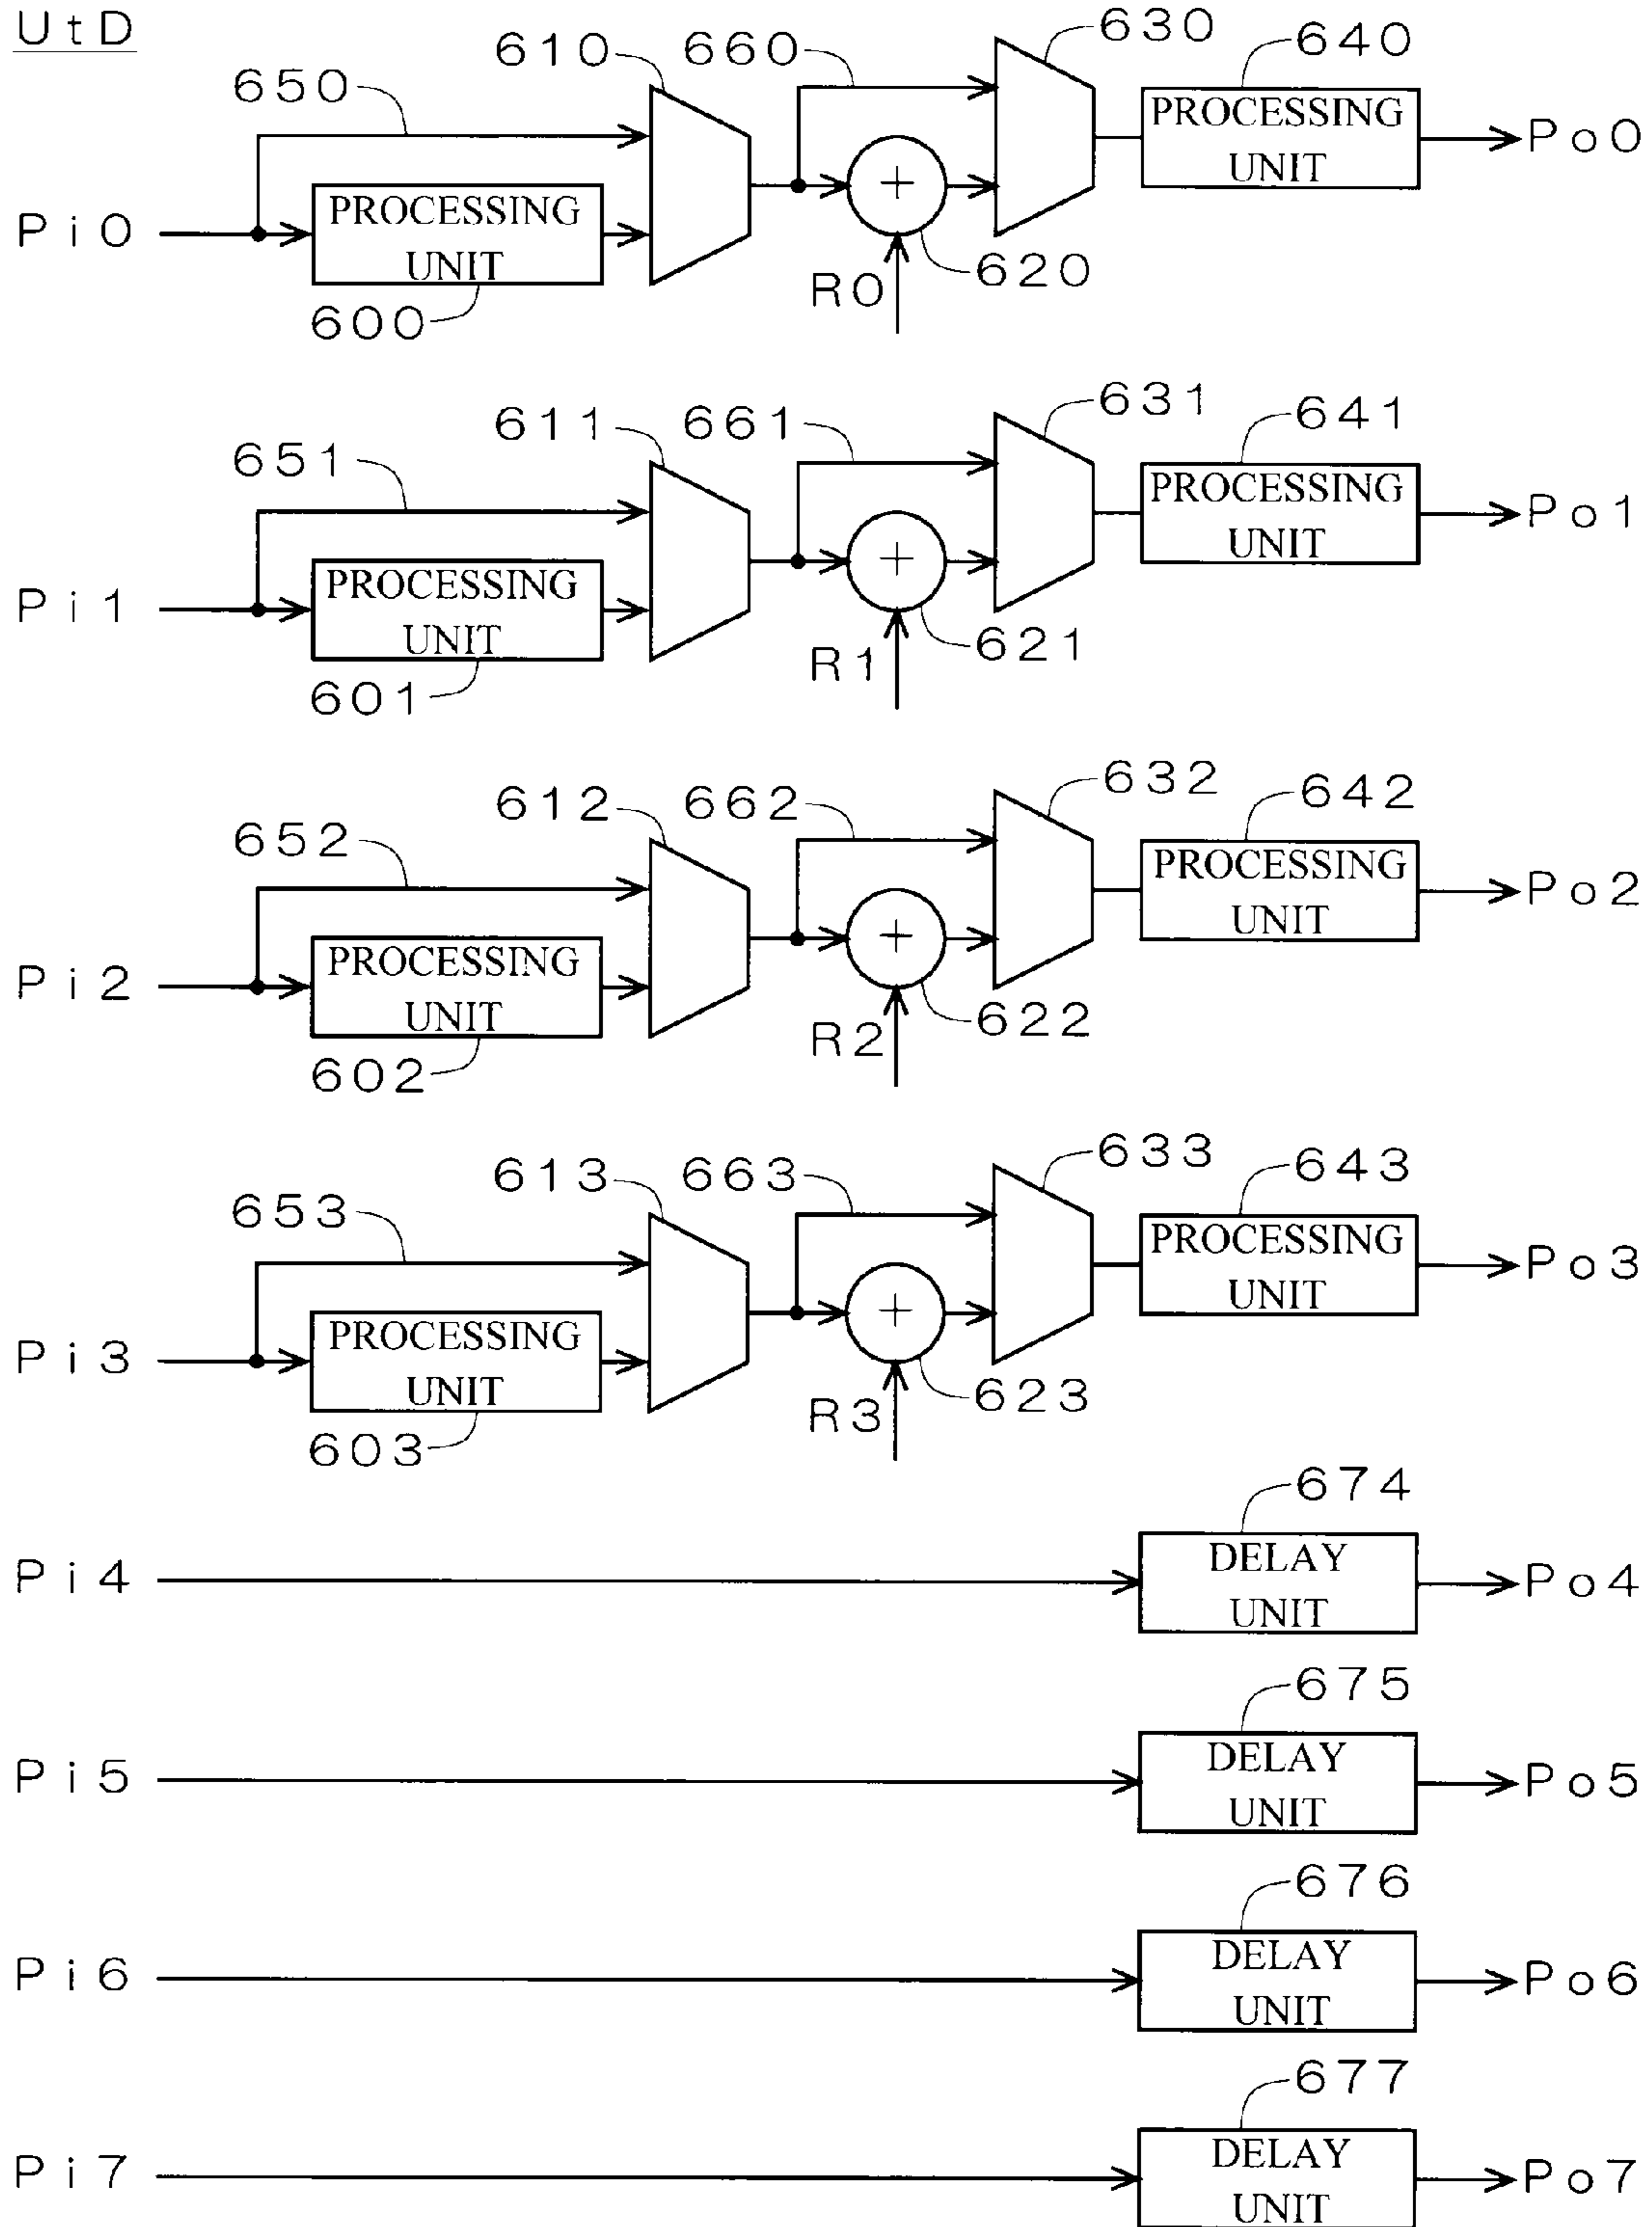 UtD
610
660
630
640
650
PROCESSING
UNIT
Po0
Pi0
PROCESSING
UNIT
R0
620
600
611
661
631
641
651
PROCESSING
UNIT
Po1
Pi1
PROCESSING
UNIT
R1
621
601
612
662
632
642
652
PROCESSING
UNIT
Po2
Pi2
PROCESSING
UNIT
R2
622
602
613
663
633
643
653
PROCESSING
UNIT
Po3
Pi3
PROCESSING
UNIT
R3
623
603
674
Pi4
DELAY
UNIT
Po4
675
Pi5
DELAY
UNIT
Po5
676
Pi6
DELAY
UNIT
Po6
677
Pi7
DELAY
UNIT
Po7